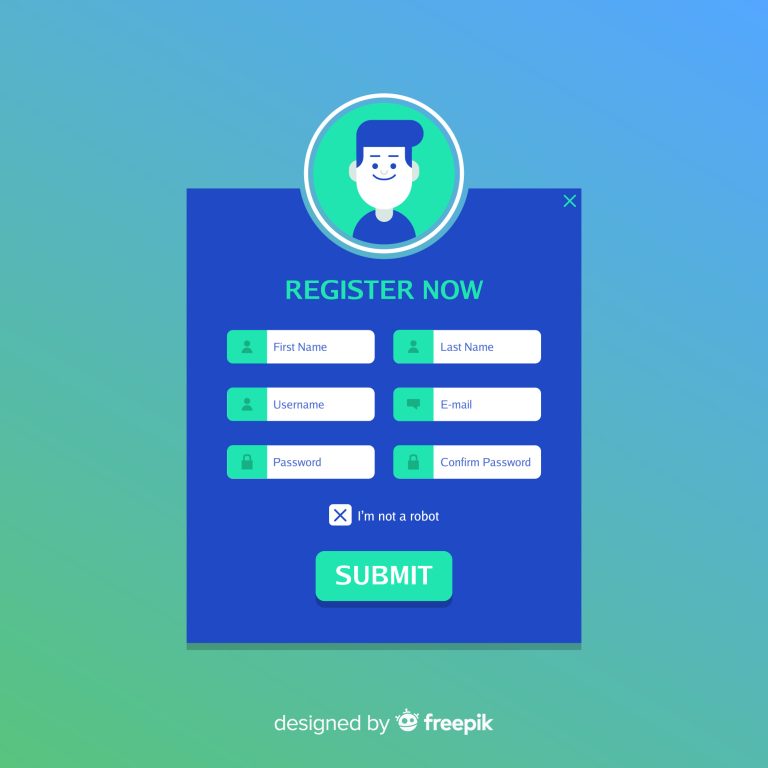 REGISTER NOW
First Name
Last Name
Username
E-mail
Password
Confirm Password
I'm not a robot
SUBMIT
designed by freepik